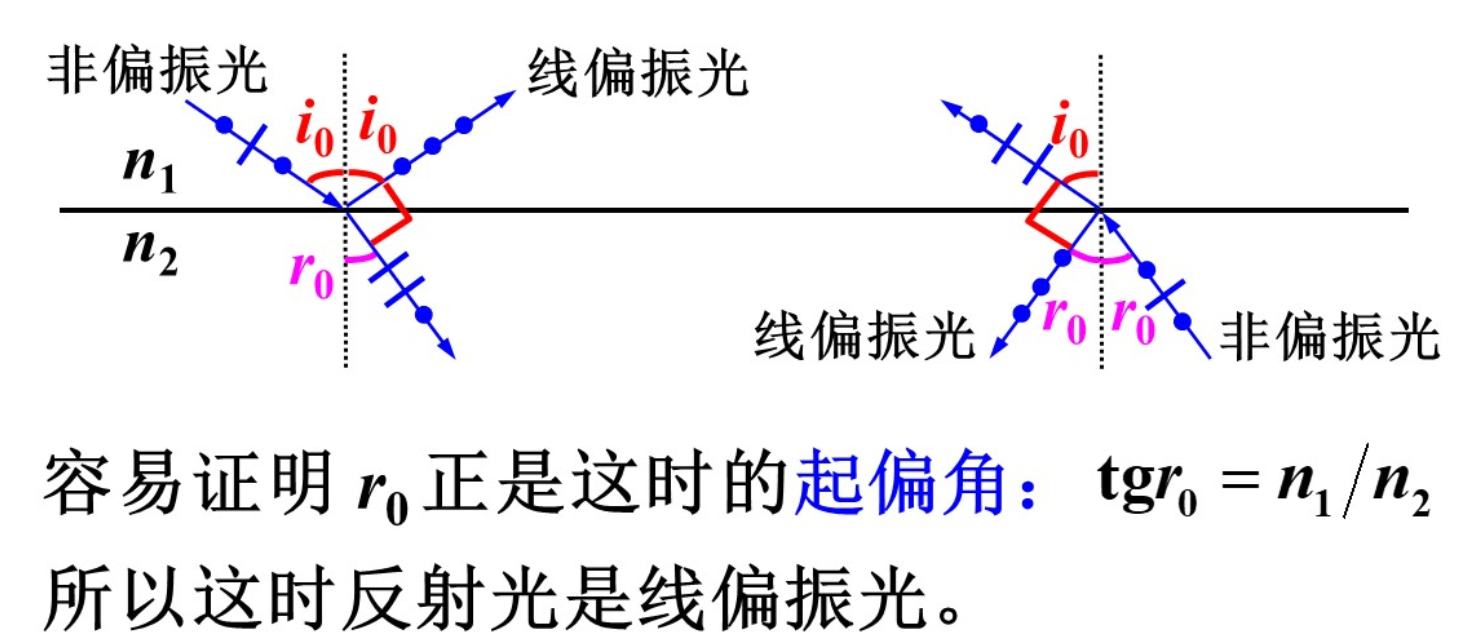 非偏振光 i₀ i₀ 线偏振光 i₀
n₁
n₂
r₀ 线偏振光 r₀ r₀ 非偏振光
容易证明 r₀ 正是这时的起偏角： tgr₀ = n₁/n₂
所以这时反射光是线偏振光。